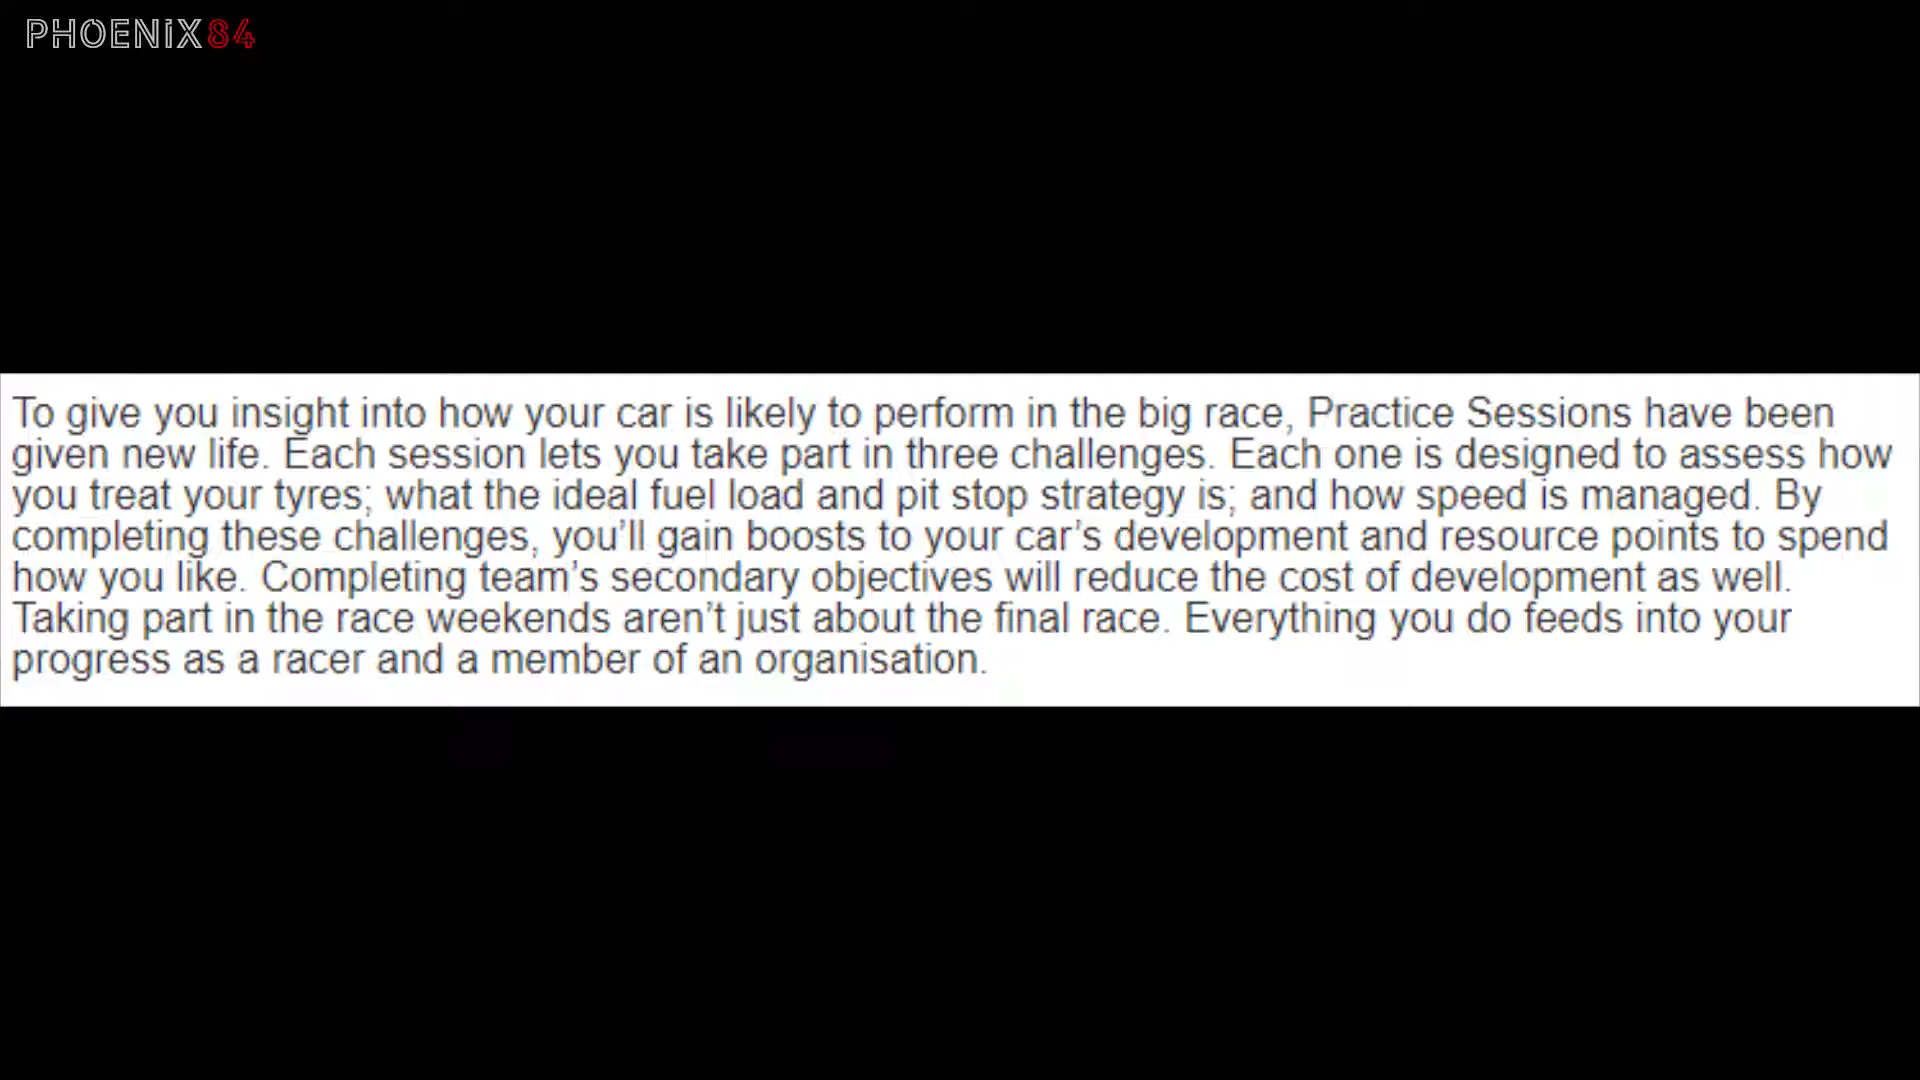 PHOENiX84
To give you insight into how your car is likely to perform in the big race, Practice Sessions have been
given new life. Each session lets you take part in three challenges. Each one is designed to assess how
you treat your tyres; what the ideal fuel load and pit stop strategy is; and how speed is managed. By
completing these challenges, you’ll gain boosts to your car’s development and resource points to spend
how you like. Completing team’s secondary objectives will reduce the cost of development as well.
Taking part in the race weekends aren’t just about the final race. Everything you do feeds into your
progress as a racer and a member of an organisation.